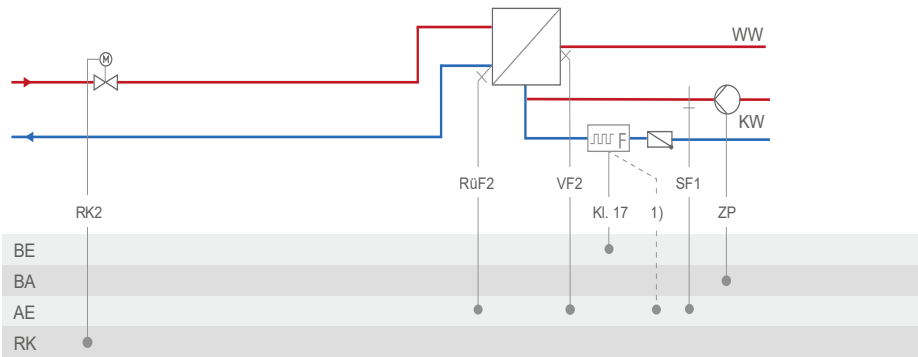 WW
M
KW
F
RüF2 VF2 SF1
RK2 Kl. 17 1) ZP
BE
BA
AE
RK